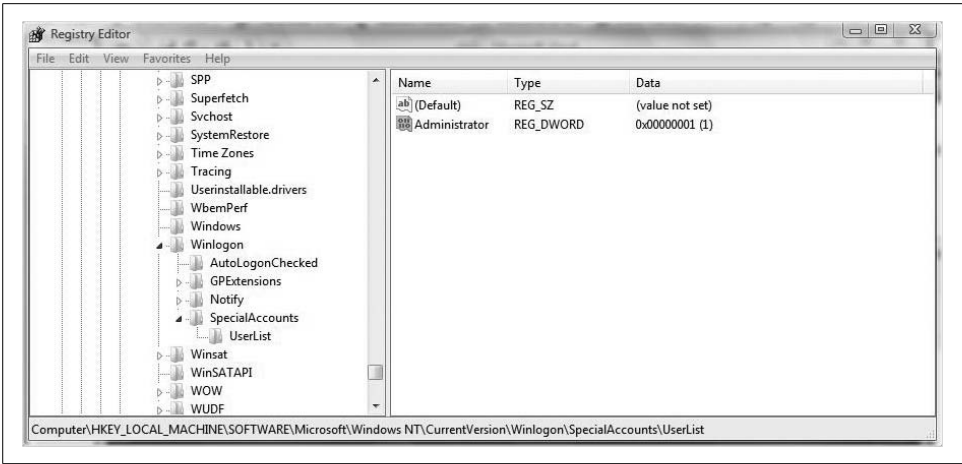 Registry Editor
File Edit View Favorites Help
SPP
Superfetch
Svchost
SystemRestore
Time Zones
Tracing
Userinstallable.drivers
WbemPerf
Windows
Winlogon
AutoLogonChecked
GPExtensions
Notify
SpecialAccounts
UserList
Winsat
WinSATAPI
WOW
WUDF
Name Type Data
(Default) REG_SZ (value not set)
Administrator REG_DWORD 0x00000001 (1)
Computer\HKEY_LOCAL_MACHINE\SOFTWARE\Microsoft\Windows NT\CurrentVersion\Winlogon\SpecialAccounts\UserList